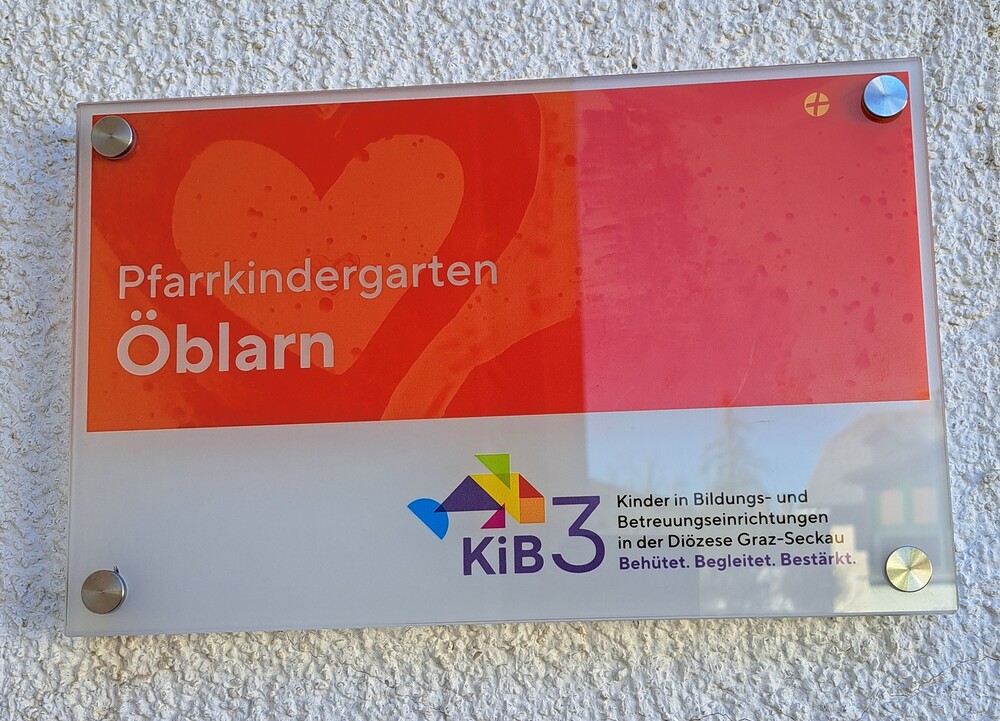 Pfarrkindergarten
Öblarn
KiB3
Kinder in Bildungs- und
Betreuungseinrichtungen
in der Diözese Graz-Seckau
Behütet. Begleitet. Bestärkt.